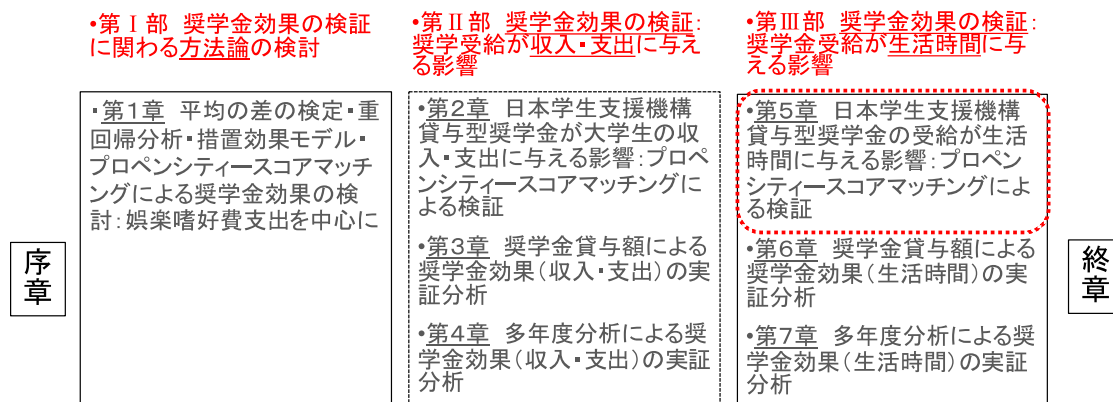 •第Ⅰ部 奨学金効果の検証
に関わる方法論の検討
•第Ⅱ部 奨学金効果の検証:
奨学受給が収入・支出に与え
る影響
•第Ⅲ部 奨学金効果の検証:
奨学金受給が生活時間に与
える影響
序章
・第1章 平均の差の検定・重
回帰分析・措置効果モデル・
プロペンシティースコアマッチ
ングによる奨学金効果の検
討:娯楽嗜好費支出を中心に
•第2章 日本学生支援機構
貸与型奨学金が大学生の収
入・支出に与える影響:プロペ
ンシティースコアマッチングに
よる検証
•第3章 奨学金貸与額による
奨学金効果(収入・支出)の実
証分析
•第4章 多年度分析による奨
学金効果(収入・支出)の実証
分析
•第5章 日本学生支援機構
貸与型奨学金の受給が生活
時間に与える影響:プロペン
シティースコアマッチングによ
る検証
•第6章 奨学金貸与額による
奨学金効果(生活時間)の実
証分析
•第7章 多年度分析による奨
学金効果(生活時間)の実証
分析
終章